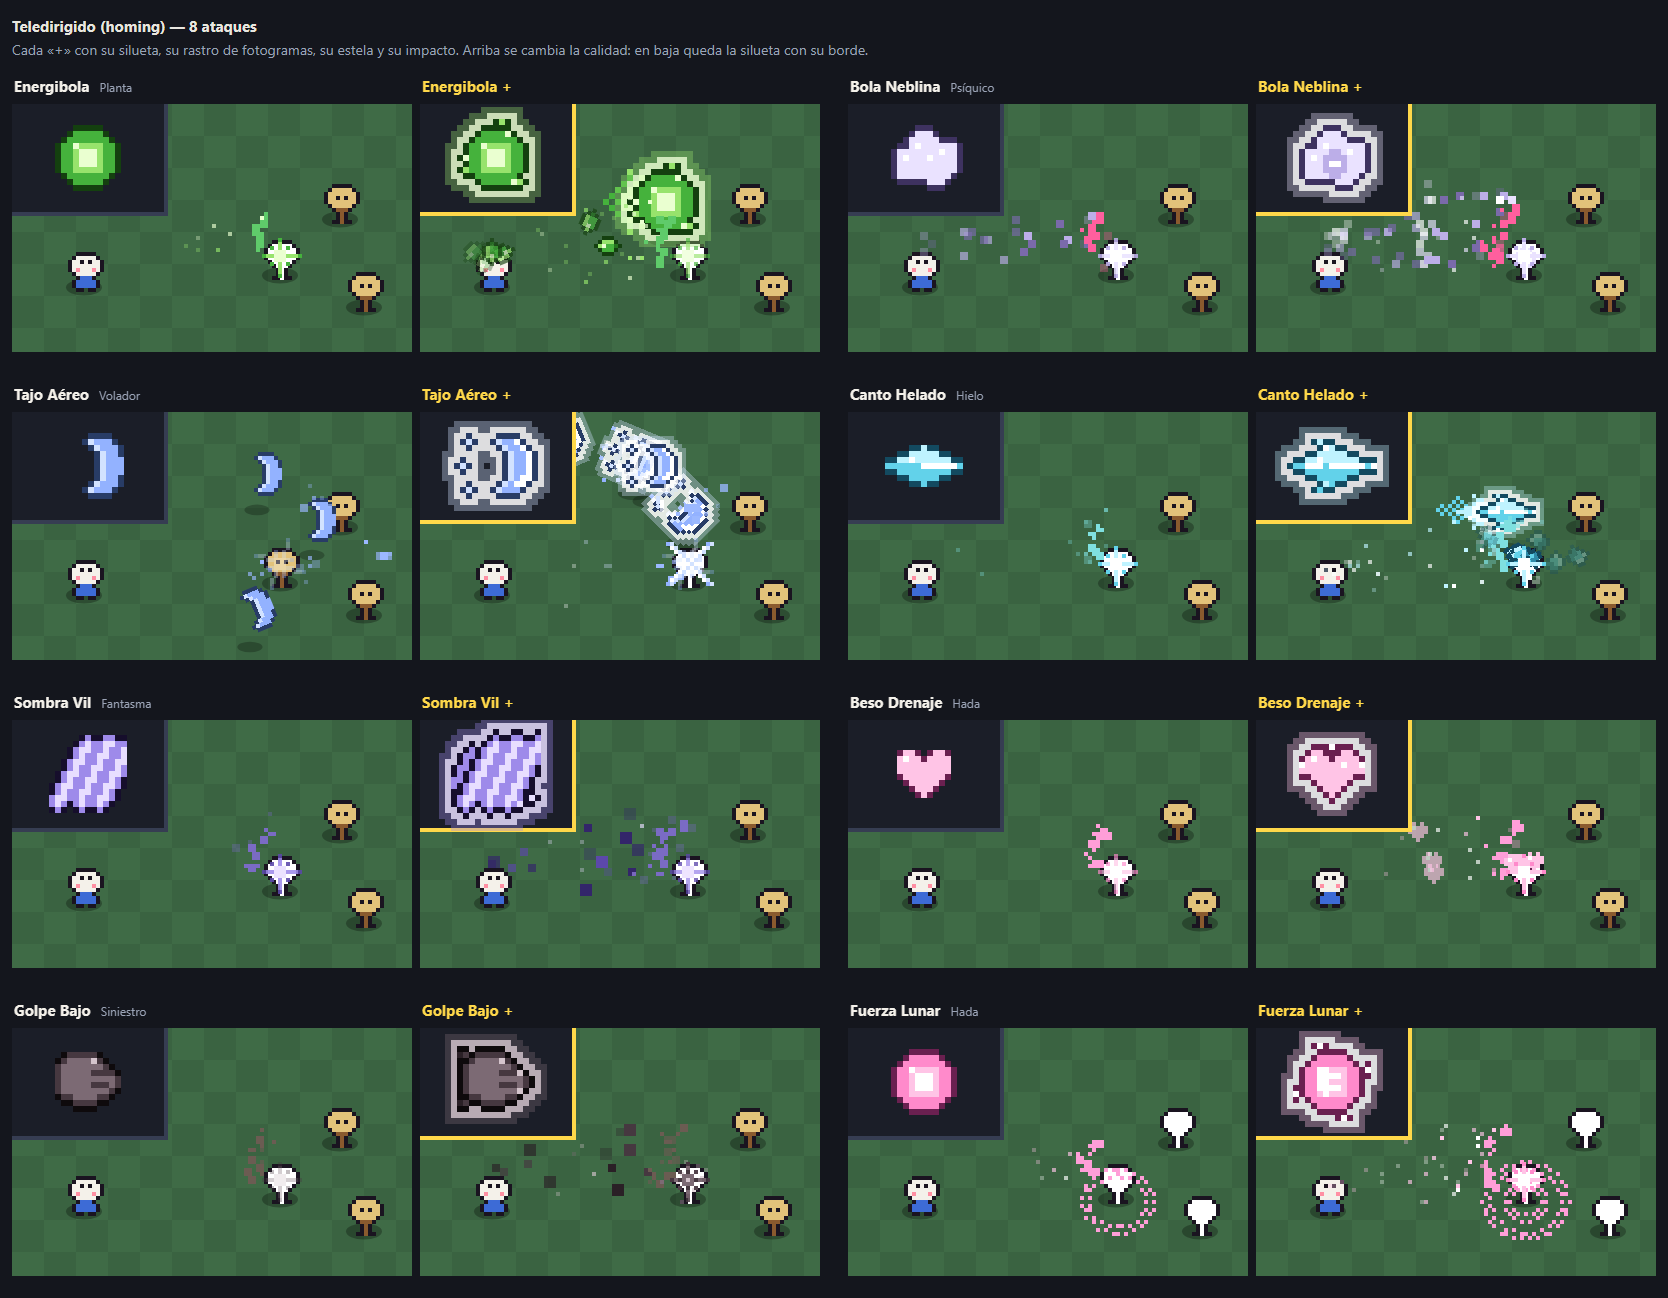 Teledirigido (homing) — 8 ataques
Cada «+» con su silueta, su rastro de fotogramas, su estela y su impacto. Arriba se cambia la calidad: en baja queda la silueta con su borde.
Energibola Planta
Energibola +
Bola Neblina Psíquico
Bola Neblina +
Tajo Aéreo Volador
Tajo Aéreo +
Canto Helado Hielo
Canto Helado +
Sombra Vil Fantasma
Sombra Vil +
Beso Drenaje Hada
Beso Drenaje +
Golpe Bajo Siniestro
Golpe Bajo +
Fuerza Lunar Hada
Fuerza Lunar +